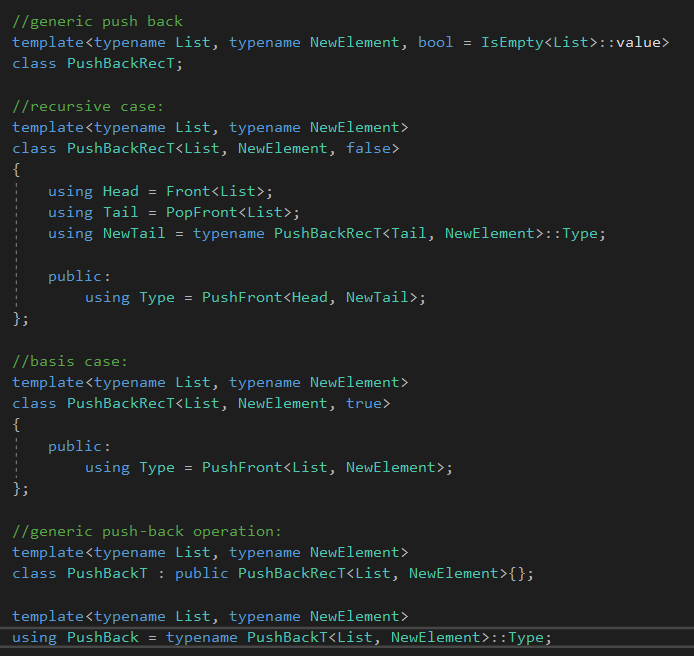 //generic push back
template<typename List, typename NewElement, bool = IsEmpty<List>::value>
class PushBackRecT;
//recursive case:
template<typename List, typename NewElement>
class PushBackRecT<List, NewElement, false>
{
using Head = Front<List>;
using Tail = PopFront<List>;
using NewTail = typename PushBackRecT<Tail, NewElement>::Type;
public:
using Type = PushFront<Head, NewTail>;
};
//basis case:
template<typename List, typename NewElement>
class PushBackRecT<List, NewElement, true>
{
public:
using Type = PushFront<List, NewElement>;
};
//generic push-back operation:
template<typename List, typename NewElement>
class PushBackT : public PushBackRecT<List, NewElement>{};
template<typename List, typename NewElement>
using PushBack = typename PushBackT<List, NewElement>::Type;